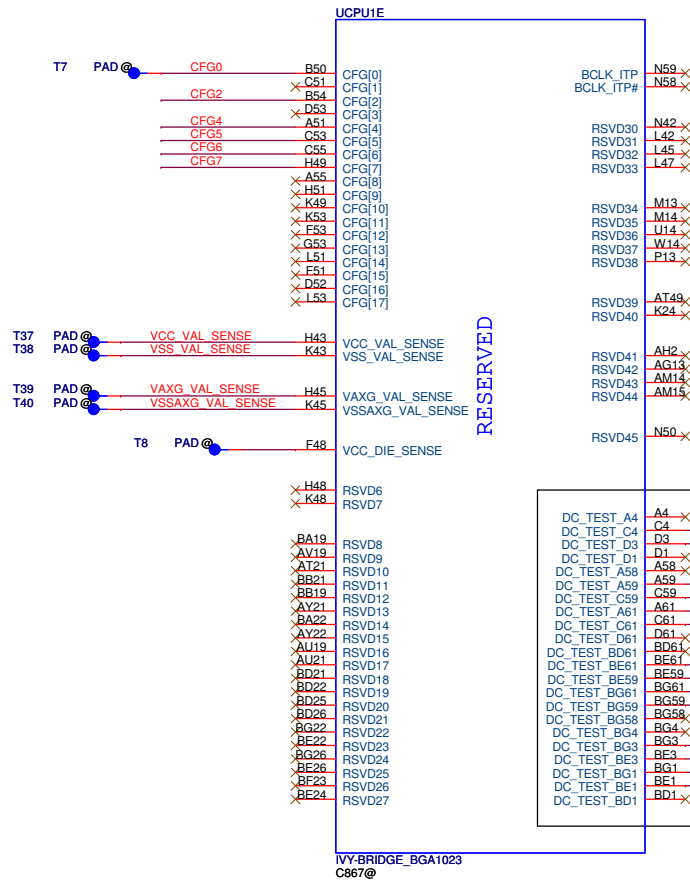 UCPU1E
T7 PAD @ CFG0 B50 CFG[0] BCLK_ITP N59
C51 CFG[1] BCLK_ITP# N58
CFG2 B54 CFG[2]
D53 CFG[3]
CFG4 A51 CFG[4] RSVD30 N42
CFG5 C53 CFG[5] RSVD31 L42
CFG6 C55 CFG[6] RSVD32 L45
CFG7 H49 CFG[7] RSVD33 L47
A55 CFG[8]
H51 CFG[9]
K49 CFG[10] RSVD34 M13
K53 CFG[11] RSVD35 M14
F53 CFG[12] RSVD36 U14
G53 CFG[13] RSVD37 W14
L51 CFG[14] RSVD38 P13
F51 CFG[15]
D52 CFG[16]
L53 CFG[17] RSVD39 AT49
RSVD40 K24
T37 PAD @ VCC_VAL_SENSE H43 VCC_VAL_SENSE
T38 PAD @ VSS_VAL_SENSE K43 VSS_VAL_SENSE RSVD41 AH2
RSVD42 AG13
RSVD43 AM14
T39 PAD @ VAXG_VAL_SENSE H45 VAXG_VAL_SENSE RSVD44 AM15
T40 PAD @ VSSAXG_VAL_SENSE K45 VSSAXG_VAL_SENSE
RESERVED
RSVD45 N50
T8 PAD @ F48 VCC_DIE_SENSE
H48 RSVD6
K48 RSVD7
DC_TEST_A4 A4
DC_TEST_C4 C4
BA19 RSVD8 DC_TEST_D3 D3
AV19 RSVD9 DC_TEST_D1 D1
AT21 RSVD10 DC_TEST_A58 A58
BB21 RSVD11 DC_TEST_A59 A59
BB19 RSVD12 DC_TEST_C59 C59
AY21 RSVD13 DC_TEST_A61 A61
BA22 RSVD14 DC_TEST_C61 C61
AY22 RSVD15 DC_TEST_D61 D61
AU19 RSVD16 DC_TEST_BD61 BD61
AU21 RSVD17 DC_TEST_BE61 BE61
BD21 RSVD18 DC_TEST_BE59 BE59
BD22 RSVD19 DC_TEST_BG61 BG61
BD25 RSVD20 DC_TEST_BG59 BG59
BD26 RSVD21 DC_TEST_BG58 BG58
BG22 RSVD22 DC_TEST_BG4 BG4
BE22 RSVD23 DC_TEST_BG3 BG3
BG26 RSVD24 DC_TEST_BE3 BE3
BE26 RSVD25 DC_TEST_BG1 BG1
BF23 RSVD26 DC_TEST_BE1 BE1
BE24 RSVD27 DC_TEST_BD1 BD1
IVY-BRIDGE_BGA1023
C867@